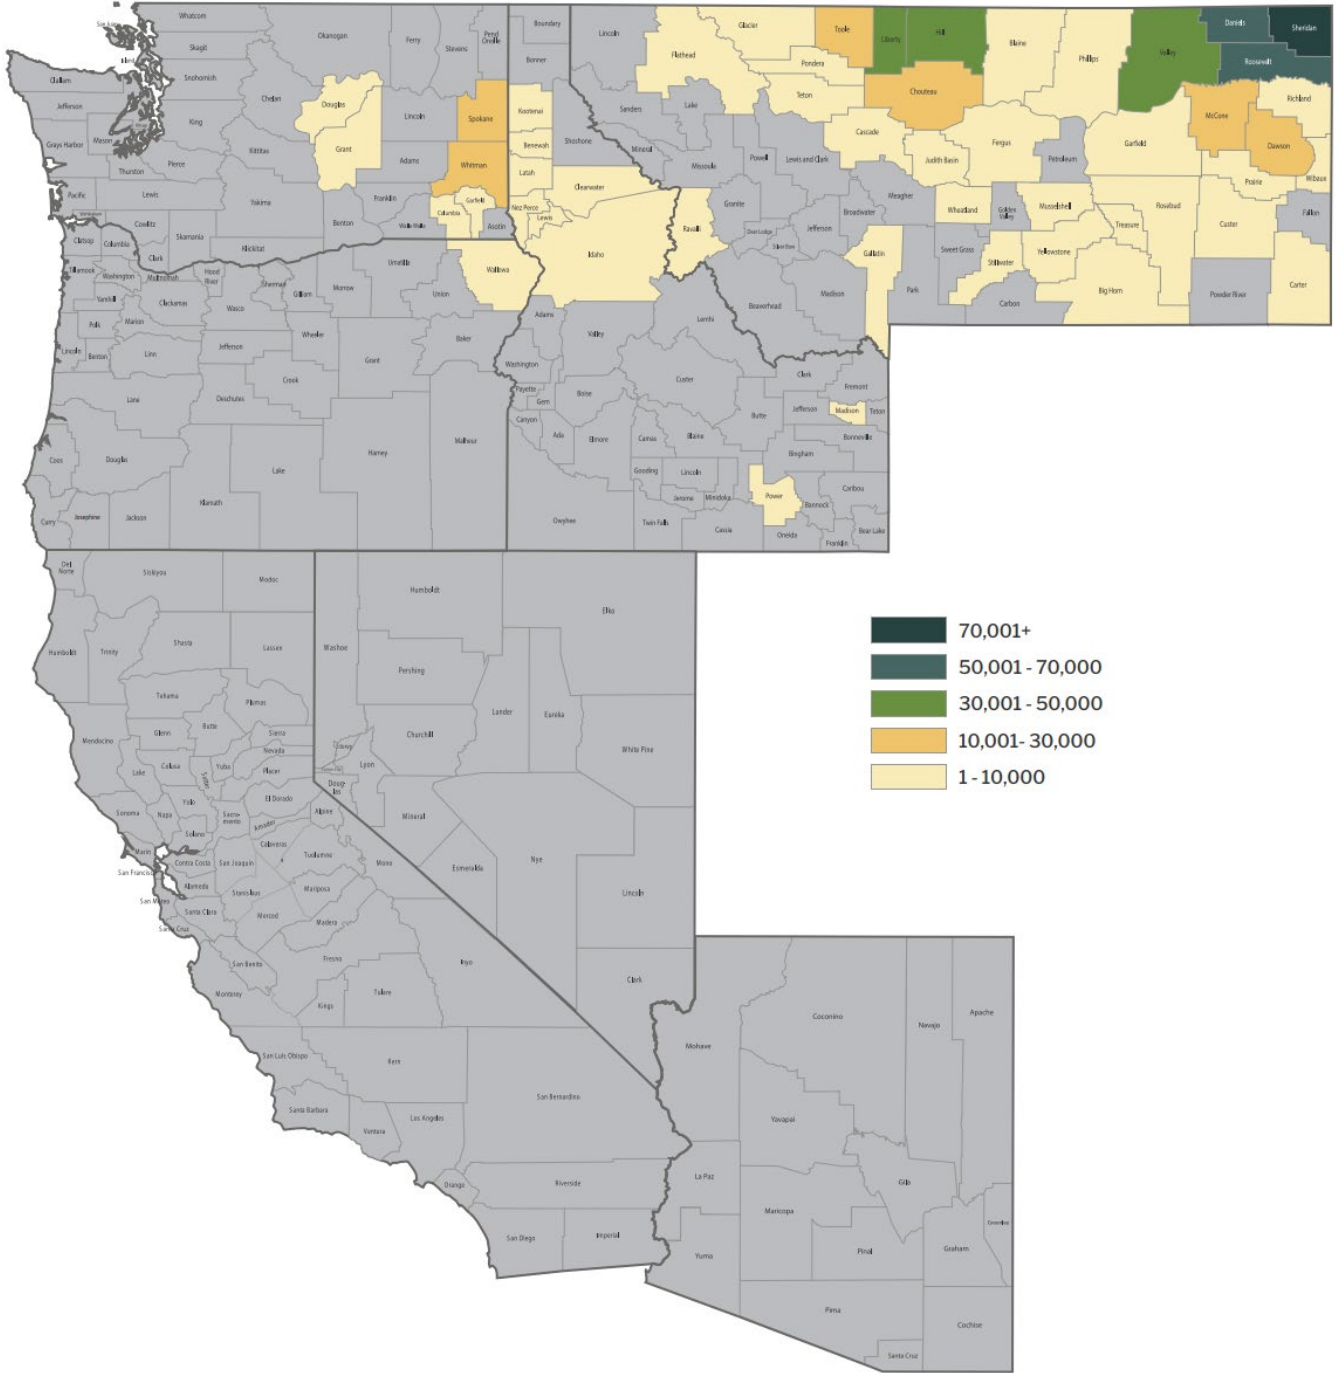 Whatcom
Okanogan
Ferry
Stevens
Pend
Oreille
Boundary
Lincoln
Glacier
Toole
Liberty
Hill
Blaine
Phillips
Valley
Daniels
Sheridan
Roosevelt
Skagit
Bonner
Flathead
Pondera
Island
Snohomish
Clallam
Chelan
Douglas
Lincoln
Spokane
Kootenai
Sanders
Lake
Teton
Chouteau
McCone
Richland
Jefferson
King
Grays Harbor
Mason
Kittitas
Grant
Adams
Whitman
Benewah
Shoshone
Mineral
Missoula
Powell
Lewis and Clark
Cascade
Judith Basin
Fergus
Petroleum
Garfield
Dawson
Thurston
Pierce
Latah
Clearwater
Prairie
Wibaux
Pacific
Lewis
Yakima
Franklin
Garfield
Columbia
Nez Perce
Lewis
Granite
Meagher
Wheatland
Golden
Valley
Musselshell
Rosebud
Fallon
Cowlitz
Skamania
Benton
Walla Walla
Asotin
Ravalli
Deer Lodge
Silver Bow
Jefferson
Broadwater
Treasure
Custer
Clatsop
Columbia
Clark
Klickitat
Idaho
Gallatin
Sweet Grass
Stillwater
Yellowstone
Tillamook
Washington
Multnomah
Hood
River
Sherman
Gilliam
Morrow
Umatilla
Union
Wallowa
Beaverhead
Madison
Park
Carbon
Big Horn
Powder River
Carter
Yamhill
Clackamas
Wasco
Polk
Marion
Wheeler
Baker
Adams
Valley
Lemhi
Lincoln
Benton
Linn
Jefferson
Grant
Washington
Crook
Payette
Gem
Boise
Custer
Clark
Fremont
Lane
Deschutes
Canyon
Butte
Jefferson
Madison
Teton
Ada
Elmore
Camas
Blaine
Bonneville
Coos
Douglas
Lake
Harney
Malheur
Gooding
Lincoln
Bingham
Klamath
Jerome
Minidoka
Power
Bannock
Caribou
Curry
Josephine
Jackson
Owyhee
Twin Falls
Cassia
Oneida
Franklin
Bear Lake
Del
Norte
Siskiyou
Modoc
Humboldt
Elko
Humboldt
Trinity
Shasta
Lassen
Washoe
Pershing
70,001+
50,001 - 70,000
30,001 - 50,000
10,001- 30,000
1 - 10,000
Tehama
Plumas
Lander
Eureka
Mendocino
Glenn
Butte
Sierra
Churchill
White Pine
Nevada
Lake
Colusa
Sutter
Yuba
Placer
Lyon
Doug-
las
Sonoma
Napa
Yolo
El Dorado
Sacra-
mento
Amador
Alpine
Mineral
Solano
Marin
Calaveras
Tuolumne
Mono
Contra Costa
San Joaquin
Esmeralda
Nye
San Francisco
Alameda
Stanislaus
Mariposa
Lincoln
San Mateo
Santa Clara
Merced
Madera
Santa Cruz
San Benito
Fresno
Inyo
Clark
Monterey
Kings
Tulare
Coconino
Navajo
Apache
Mohave
San Luis Obispo
Kern
San Bernardino
Santa Barbara
Ventura
Los Angeles
Yavapai
Orange
Riverside
La Paz
Gila
Maricopa
Greenlee
San Diego
Imperial
Yuma
Pinal
Graham
Pima
Cochise
Santa Cruz